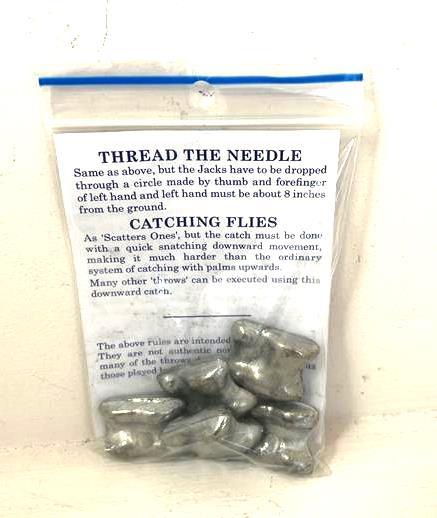 THREAD THE NEEDLE
Same as above, but the Jacks have to be dropped
through a circle made by thumb and forefinger
of left hand and left hand must be about 8 inches
from the ground.
CATCHING FLIES
As 'Scatters Ones', but the catch must be done
with a quick snatching downward movement,
making it much harder than the ordinary
system of catching with palms upwards.
Many other 'throws' can be executed using this
downward catch.
The above rules are intended
They are not authentic nor
many of the throws as
those played